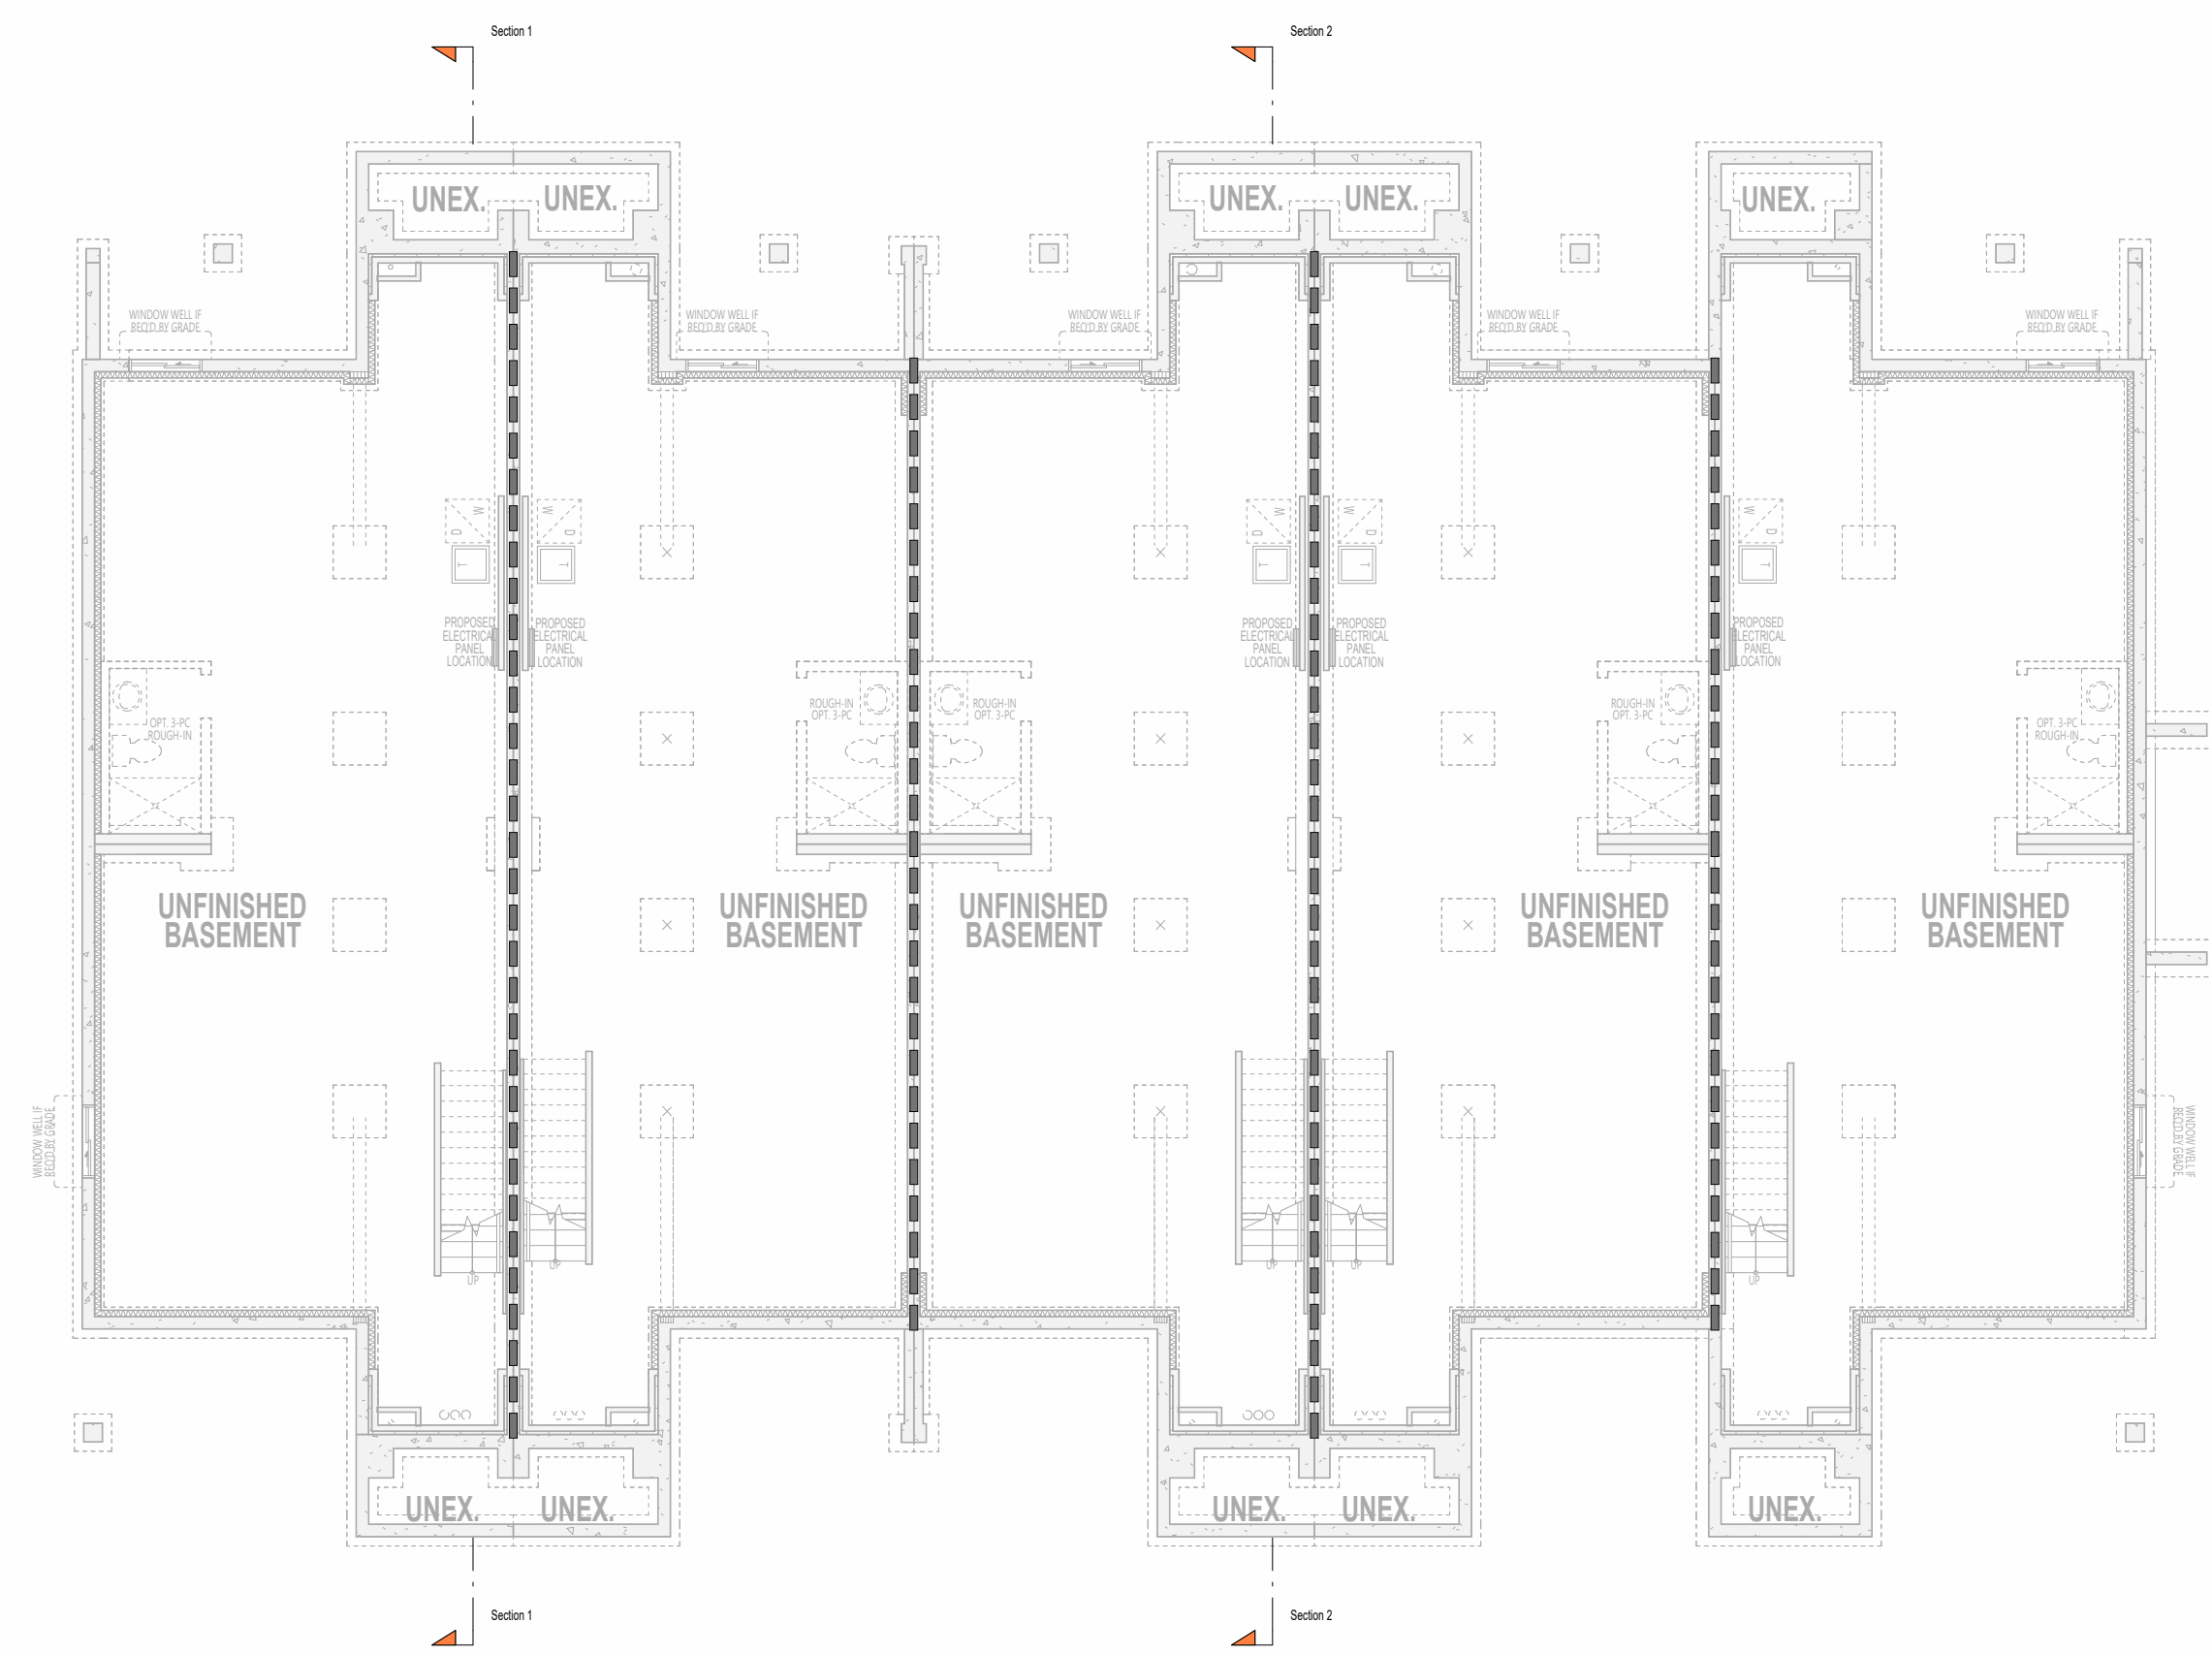 Section 1
Section 2
UNEX.
UNEX.
UNEX.
UNEX.
UNEX.
WINDOW WELL IF
REQ'D BY GRADE
WINDOW WELL IF
REQ'D BY GRADE
WINDOW WELL IF
REQ'D BY GRADE
WINDOW WELL IF
REQ'D BY GRADE
WINDOW WELL IF
REQ'D BY GRADE
W
D
W
D
W
D
W
D
W
D
T
T
T
T
T
PROPOSED
ELECTRICAL
PANEL
LOCATION
PROPOSED
ELECTRICAL
PANEL
LOCATION
PROPOSED
ELECTRICAL
PANEL
LOCATION
PROPOSED
ELECTRICAL
PANEL
LOCATION
PROPOSED
ELECTRICAL
PANEL
LOCATION
OPT. 3-PC
ROUGH-IN
ROUGH-IN
OPT. 3-PC
ROUGH-IN
OPT. 3-PC
ROUGH-IN
OPT. 3-PC
OPT. 3-PC
ROUGH-IN
UNFINISHED
BASEMENT
UNFINISHED
BASEMENT
UNFINISHED
BASEMENT
UNFINISHED
BASEMENT
UNFINISHED
BASEMENT
WINDOW WELL IF
REQ'D BY GRADE
WINDOW WELL IF
REQ'D BY GRADE
UP
UP
UP
UP
UP
UNEX.
UNEX.
UNEX.
UNEX.
UNEX.
Section 1
Section 2